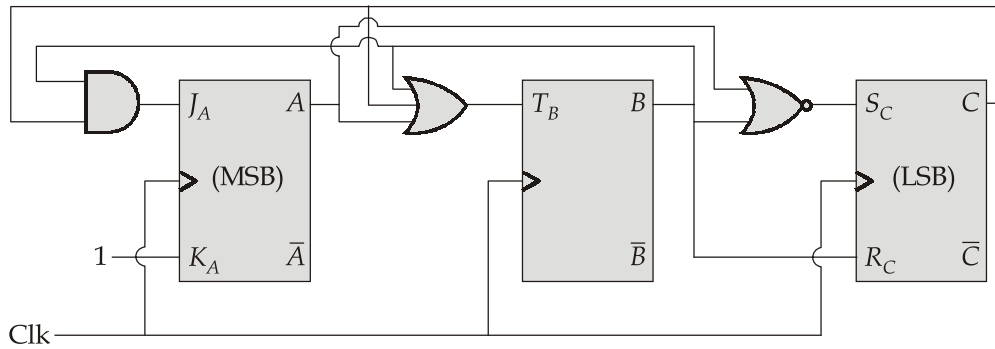 J_A A T_B B S_C C
(MSB) (LSB)
1 K_A A̅ B̅ R_C C̅
Clk